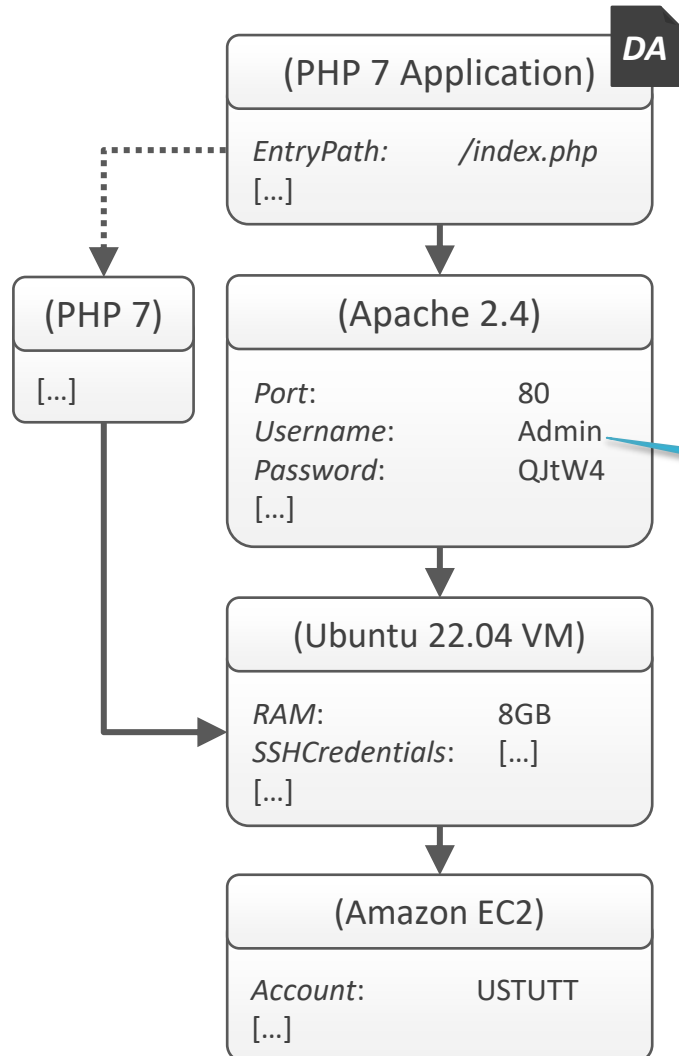 DA
(PHP 7 Application)
EntryPath: /index.php
[...]
(PHP 7)
[...]
(Apache 2.4)
Port: 80
Username: Admin
Password: QJtW4
[...]
(Ubuntu 22.04 VM)
RAM: 8GB
SSHCredentials: [...]
[...]
(Amazon EC2)
Account: USTUTT
[...]